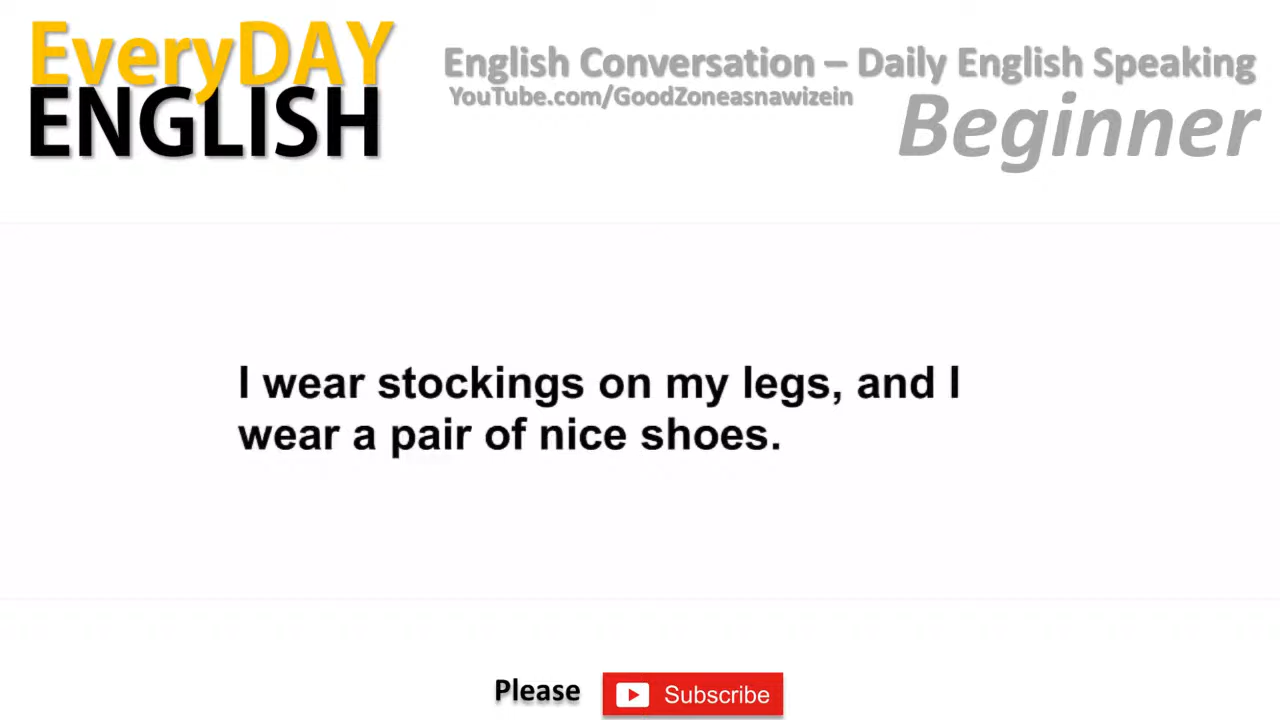 EveryDAY
ENGLISH
English Conversation – Daily English Speaking
YouTube.com/GoodZoneasnawizein
Beginner
I wear stockings on my legs, and I
wear a pair of nice shoes.
Please Subscribe